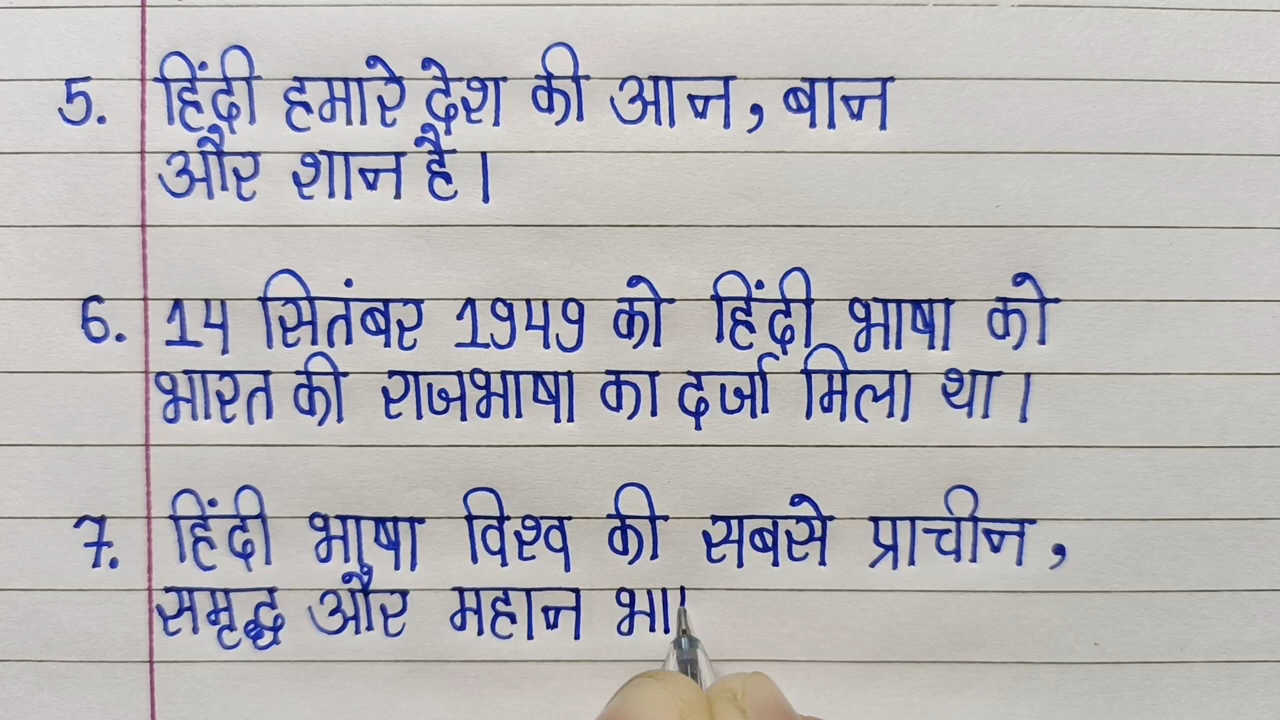 5. हिंदी हमारे देश की आन, बान
और शान है।
6. 14 सितंबर 1949 को हिंदी भाषा को
भारत की राजभाषा का दर्जा मिला था।
7. हिंदी भाषा विश्व की सबसे प्राचीन,
समृद्ध और महान भा